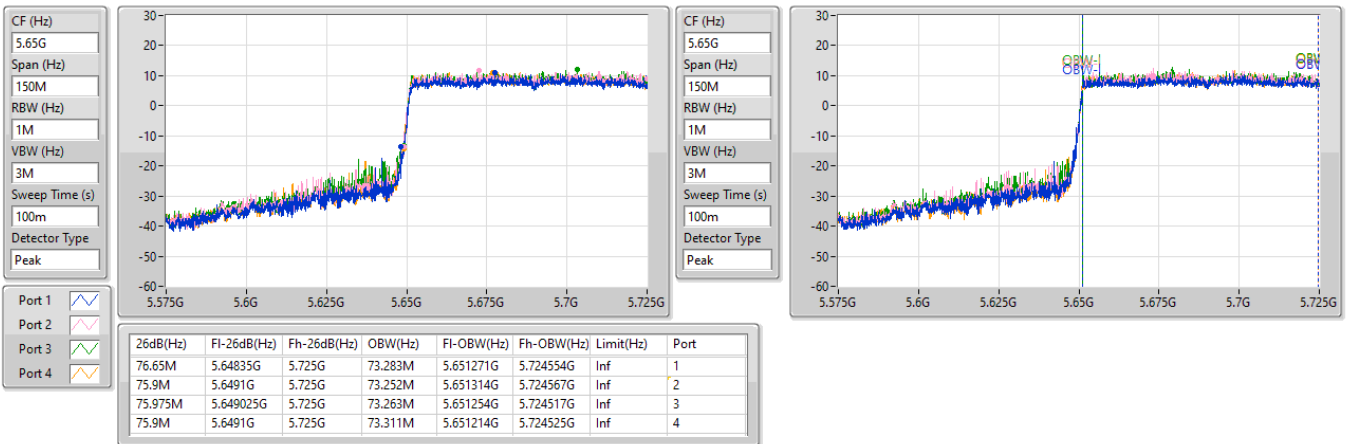 CF (Hz)
5.65G
Span (Hz)
150M
RBW (Hz)
1M
VBW (Hz)
3M
Sweep Time (s)
100m
Detector Type
Peak
30
20
10
0
-10
-20
-30
-40
-50
-60
5.575G 5.6G 5.625G 5.65G 5.675G 5.7G 5.725G
CF (Hz)
5.65G
Span (Hz)
150M
RBW (Hz)
1M
VBW (Hz)
3M
Sweep Time (s)
100m
Detector Type
Peak
30
20
10
0
-10
-20
-30
-40
-50
-60
OBW-
OBW-
5.575G 5.6G 5.625G 5.65G 5.675G 5.7G 5.725G
Port 1
Port 2
Port 3
Port 4
26dB(Hz) Fl-26dB(Hz) Fh-26dB(Hz) OBW(Hz) Fl-OBW(Hz) Fh-OBW(Hz) Limit(Hz) Port
76.65M 5.64835G 5.725G 73.283M 5.651271G 5.724554G Inf 1
75.9M 5.6491G 5.725G 73.252M 5.651314G 5.724567G Inf 2
75.975M 5.649025G 5.725G 73.263M 5.651254G 5.724517G Inf 3
75.9M 5.6491G 5.725G 73.311M 5.651214G 5.724525G Inf 4